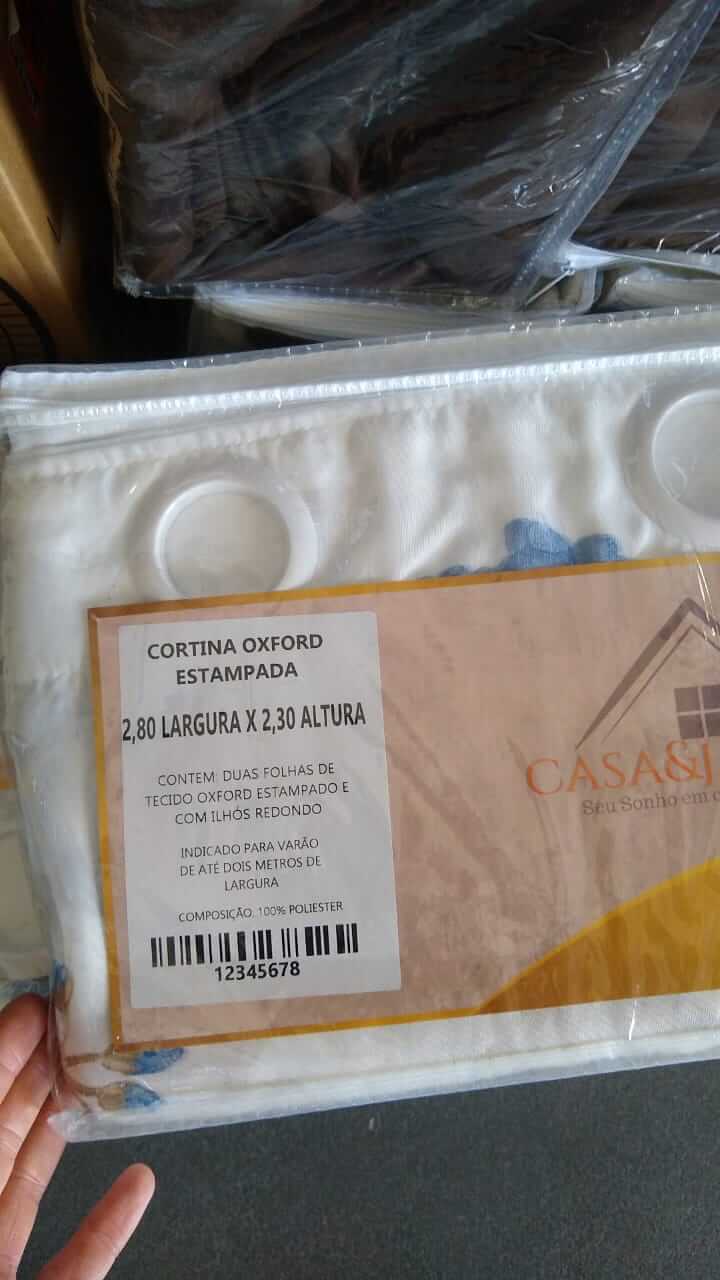 CORTINA OXFORD
ESTAMPADA
2,80 LARGURA X 2,30 ALTURA
CONTEM: DUAS FOLHAS DE
TECIDO OXFORD ESTAMPADO E
COM ILHÓS REDONDO
INDICADO PARA VARÃO
DE ATÉ DOIS METROS DE
LARGURA
COMPOSIÇÃO, 100% POLIESTER
12345678
CASA&J
Seu Sonho em